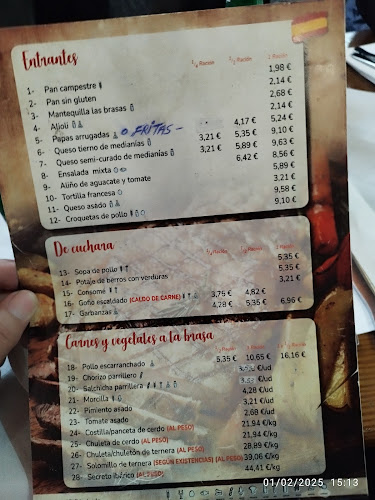 Entrantes
¼ Ración ½ Ración 1 Ración
1- Pan campestre 1,98 €
2- Pan sin gluten 2,14 €
3- Mantequilla las brasas 2,68 €
4- Alioli 2,14 €
5- Papas arrugadas o FRITAS - 4,17 € 5,24 €
6- Queso tierno de medianías 3,21 € 5,35 € 9,10 €
7- Queso semi-curado de medianías 3,21 € 5,89 € 9,63 €
8- Ensalada mixta 6,42 € 8,56 €
9- Aliño de aguacate y tomate 5,89 €
10- Tortilla francesa 3,21 €
11- Queso asado 9,58 €
12- Croquetas de pollo 9,10 €
De cuchara
¼ Ración ½ Ración 1 Ración
13- Sopa de pollo 5,35 €
14- Potaje de berros con verduras 5,35 €
15- Consomé 3,21 €
16- Gofio escaldado (CALDO DE CARNE) 3,75 € 4,82 €
17- Garbanzas 4,28 € 5,35 € 6,96 €
Carnes y vegetales a la brasa
18- Pollo escarranchado 5,35 € 10,65 € 16,16 €
19- Chorizo parrillero €/ud
20- Salchicha parrillera €/ud
21- Morcilla 4,28 €/ud
22- Pimiento asado 3,21 €/ud
23- Tomate asado 2,68 €/ud
24- Costilla/panceta de cerdo (AL PESO) 21,94 €/kg
25- Chuleta de cerdo (AL PESO) 21,94 €/kg
26- Chuleta/chuletón de ternera (AL PESO) 28,89 €/kg
27- Solomillo de ternera (SEGÚN EXISTENCIAS) (AL PESO) 39,06 €/kg
28- Secreto ibérico (AL PESO) 44,41 €/kg
01/02/2025 15:13